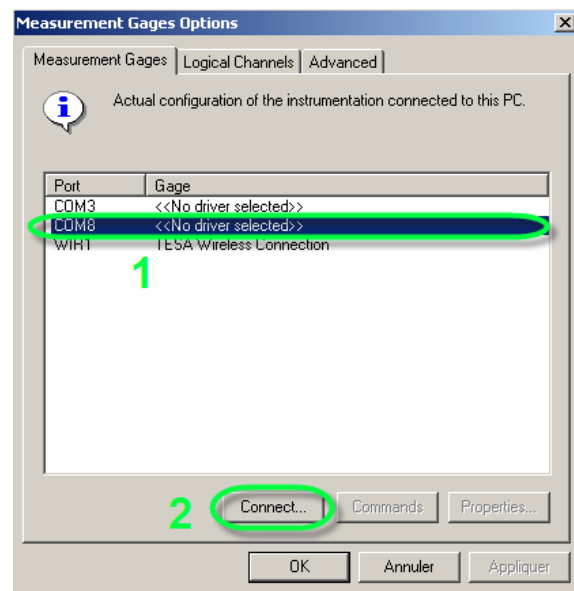 Measurement Gages Options
Measurement Gages Logical Channels Advanced
Actual configuration of the instrumentation connected to this PC.
Port Gage
COM3 <<No driver selected>>
COM8 <<No driver selected>>
WIR1 TESA Wireless Connection
1
2 Connect... Commands Properties...
OK Annuler Appliquer